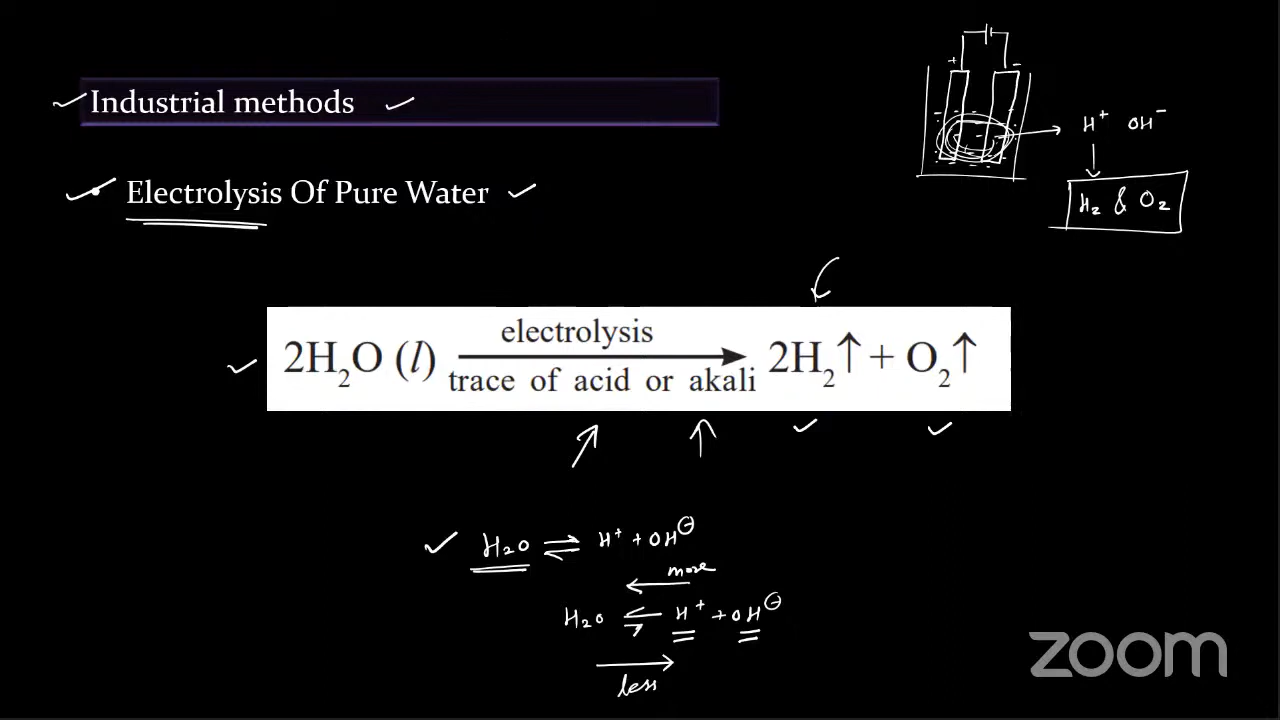 + -
Industrial methods
H⁺ OH⁻
• Electrolysis Of Pure Water
H₂ & O₂
electrolysis
2H₂O (l) ⟶ 2H₂↑ + O₂↑
trace of acid or akali
H₂O ⇌ H⁺ + OH⊖
more
H₂O ⇌ H⁺ + OH⊖
less
zoom